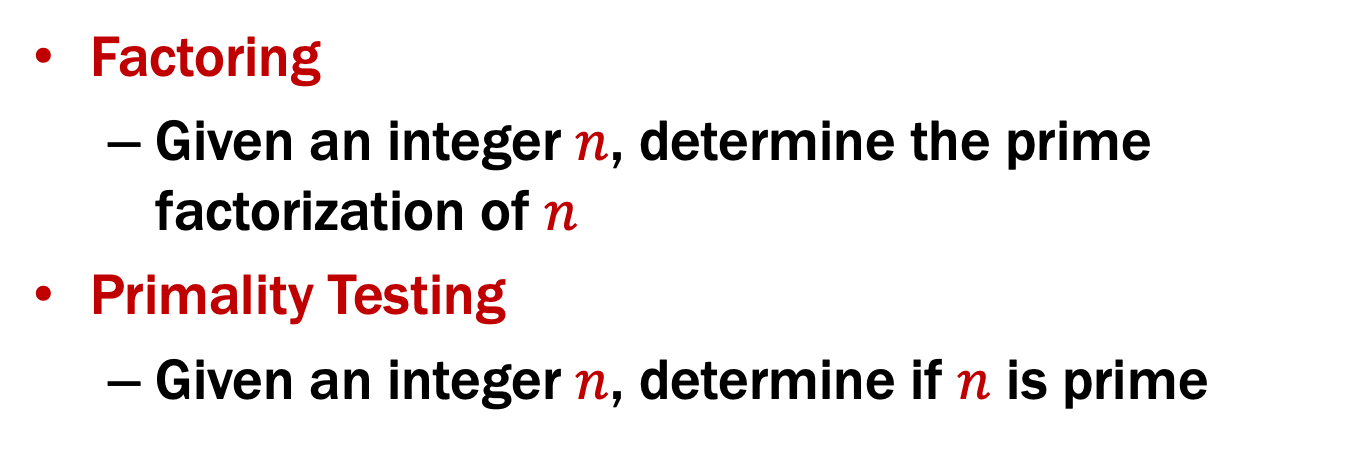 • Factoring
– Given an integer n, determine the prime
factorization of n
• Primality Testing
– Given an integer n, determine if n is prime